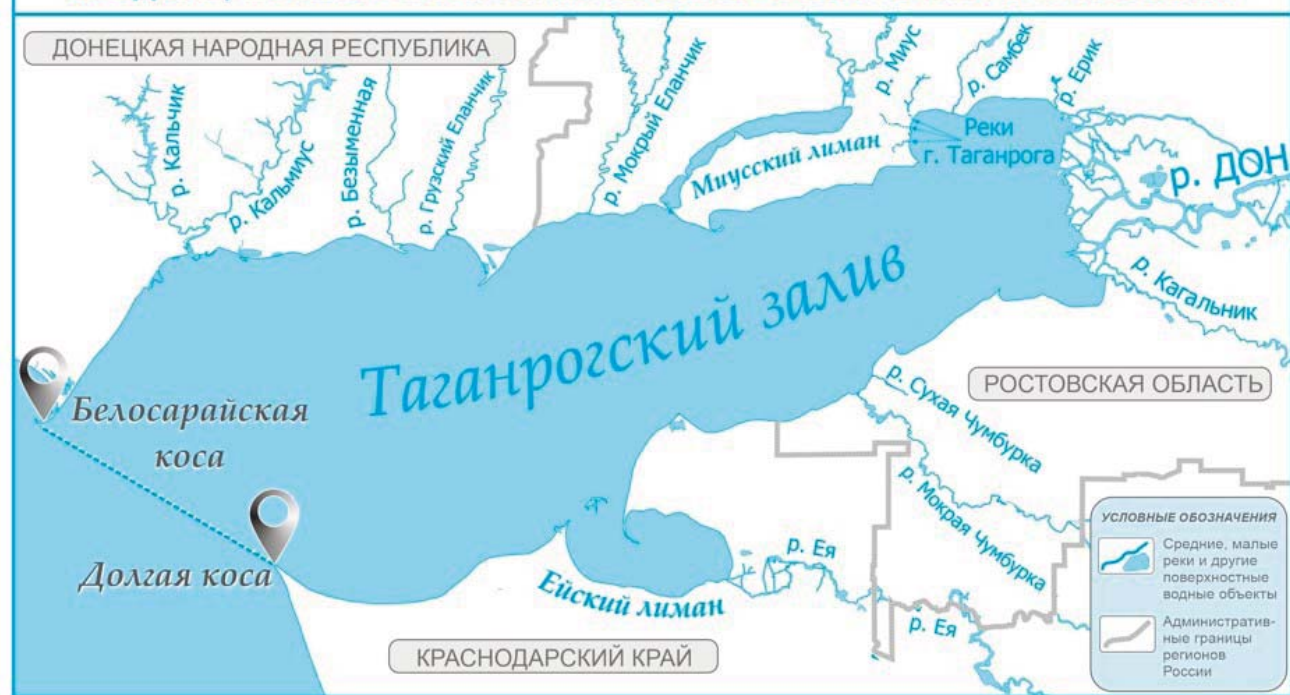 ДОНЕЦКАЯ НАРОДНАЯ РЕСПУБЛИКА
р. Кальчик
р. Кальмиус
р. Безыменная
р. Грузский Еланчик
р. Мокрый Еланчик
Миусский лиман
р. Миус
р. Самбек
р. Ерик
Реки
г. Таганрога
р. ДОН
р. Кагальник
Таганрогский залив
РОСТОВСКАЯ ОБЛАСТЬ
Белосарайская
коса
р. Сухая Чумбурка
р. Мокрая Чумбурка
Долгая коса
Ейский лиман
р. Ея
р. Ея
КРАСНОДАРСКИЙ КРАЙ
УСЛОВНЫЕ ОБОЗНАЧЕНИЯ
Средние, малые
реки и другие
поверхностные
водные объекты
Административ-
ные границы
регионов
России